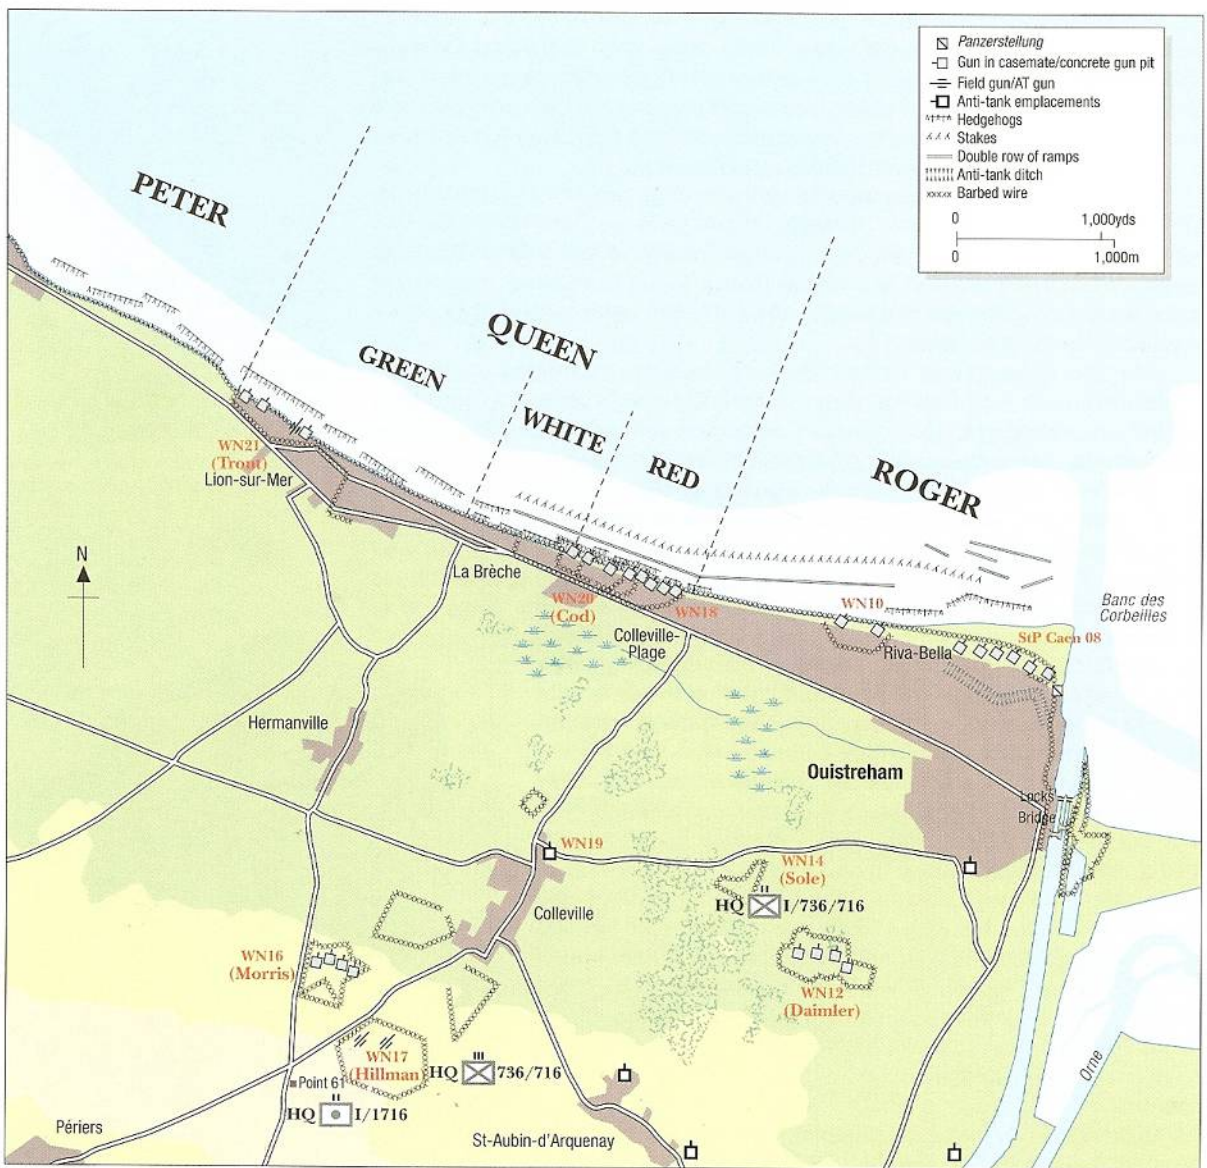 Panzerstellung
Gun in casemate/concrete gun pit
Field gun/AT gun
Anti-tank emplacements
Hedgehogs
Stakes
Double row of ramps
Anti-tank ditch
Barbed wire
0 1,000yds
0 1,000m
PETER
QUEEN
GREEN
WHITE
RED
ROGER
WN21
(Trout)
Lion-sur-Mer
N
La Brèche
WN20
(Cod)
WN18
Colleville-
Plage
WN10
Riva-Bella
StP Caen 08
Banc des
Corbeilles
Hermanville
Ouistreham
Locks
Bridge
WN19
WN14
(Sole)
HQ I/736/716
Colleville
WN16
(Morris)
WN12
(Daimler)
WN17
(Hillman)
HQ 736/716
Point 61
HQ I/1716
Périers
St-Aubin-d'Arquenay
Orne